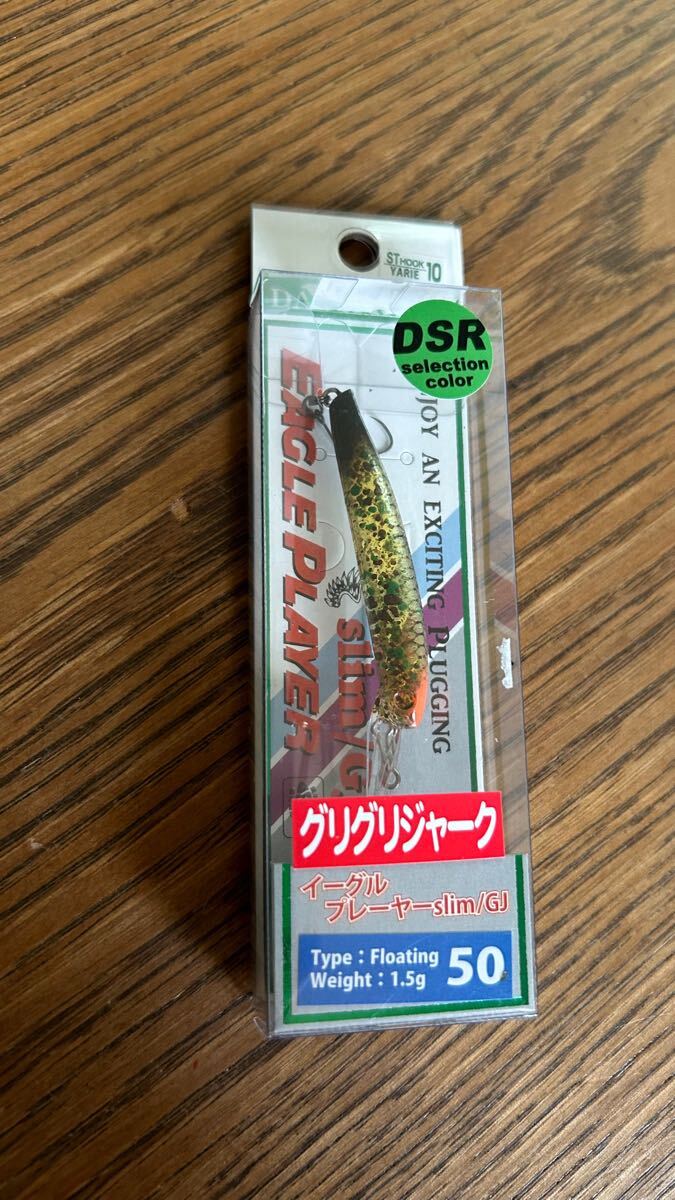 ST HOOK 10
YARIE
DSR
selection
color
JOY AN EXCITING PLUGGING
EAGLE PLAYER
slim/G
グリグリジャーク
イーグル
プレーヤーslim/GJ
Type：Floating
Weight：1.5g
50